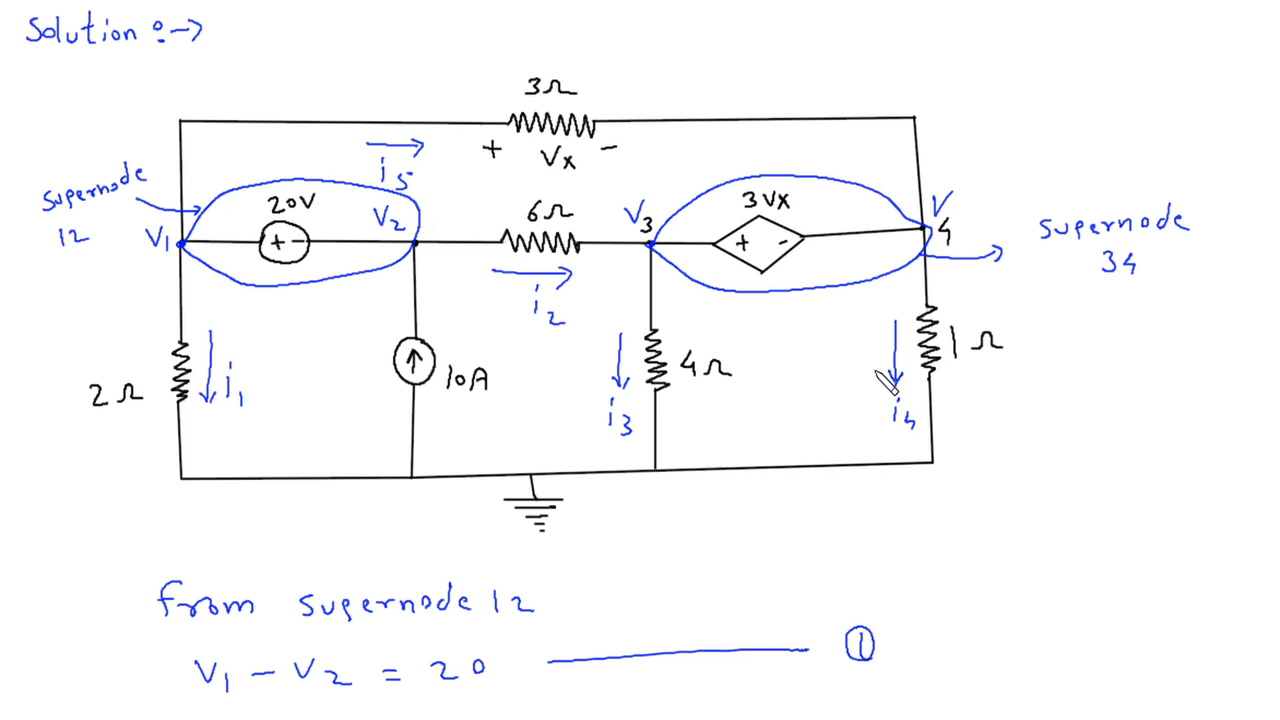 Solution :->
3Ω
+ Vx -
i5
supernode
12
20V
+ -
V1
V2
6Ω
i2
V3
3Vx
+ -
V4
supernode
34
2Ω
i1
10A
i3
4Ω
i4
1Ω
from supernode 12
V1 - V2 = 20 ——— ①